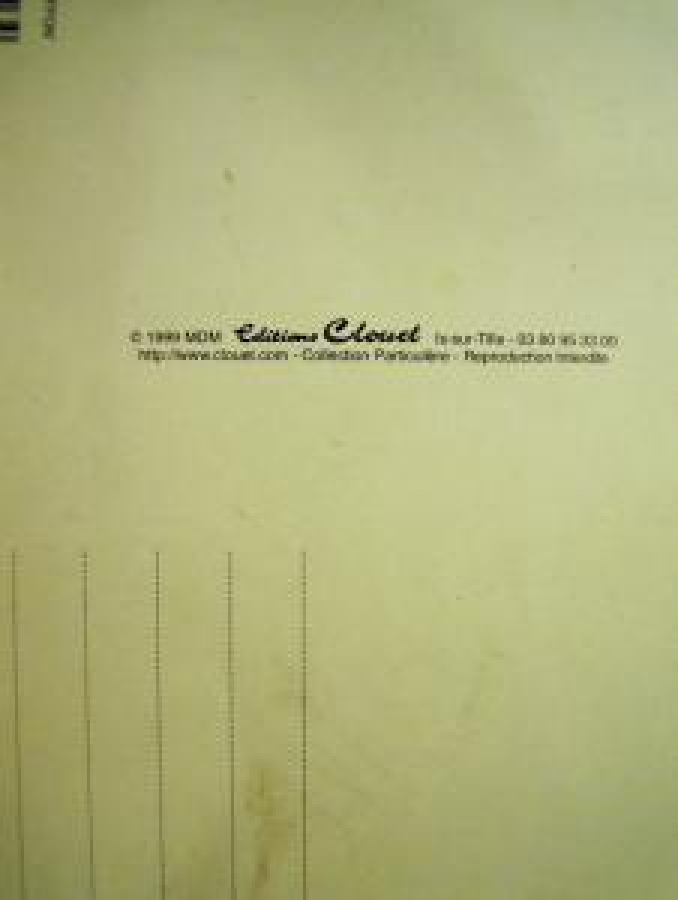 © 1999 MDM Editions Clouet Is-sur-Tille - 03 80 95 33 00
http://www.clouet.com - Collection Particulière - Reproduction Interdite